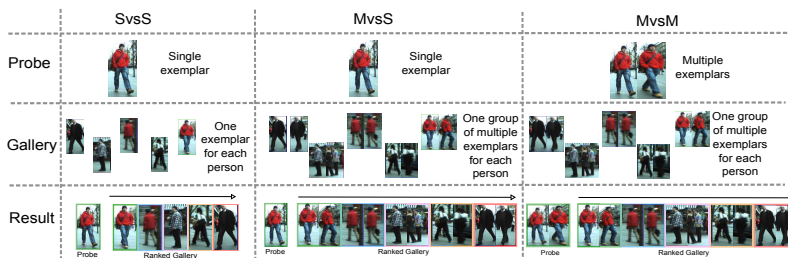 SvsS
MvsS
MvsM
Probe
Single
exemplar
Single
exemplar
Multiple
exemplars
Gallery
One
exemplar
for each
person
One group
of multiple
exemplars
for each
person
One group
of multiple
exemplars
for each
person
Result
Probe
Ranked Gallery
Probe
Ranked Gallery
Probe
Ranked Gallery